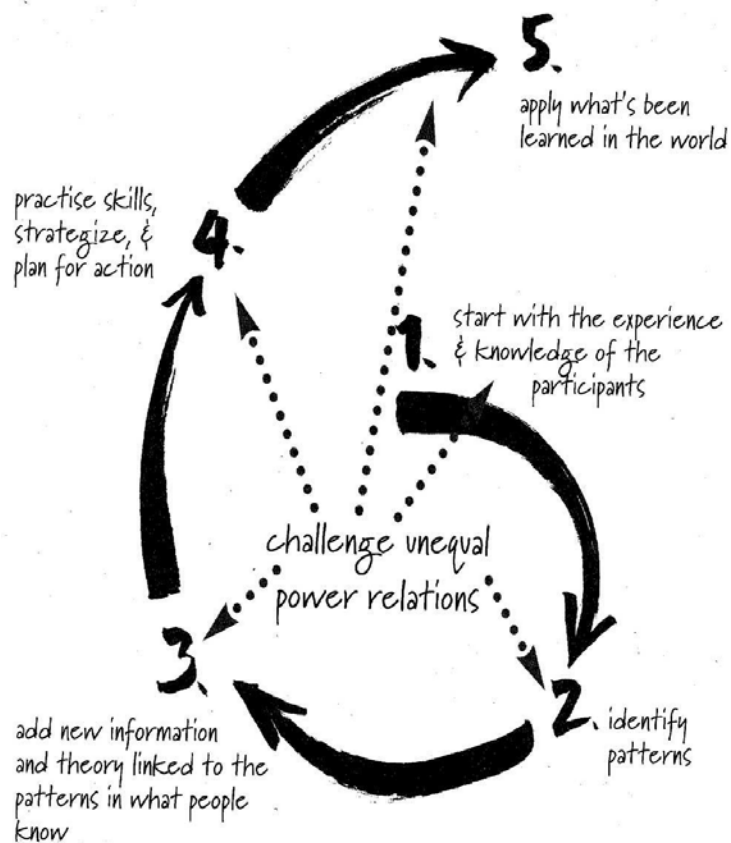 5.
apply what's been
learned in the world
practise skills,
strategize, &
plan for action
4.
1.
start with the experience
& knowledge of the
participants
challenge unequal
power relations
3.
add new information
and theory linked to the
patterns in what people
know
2.
identify
patterns